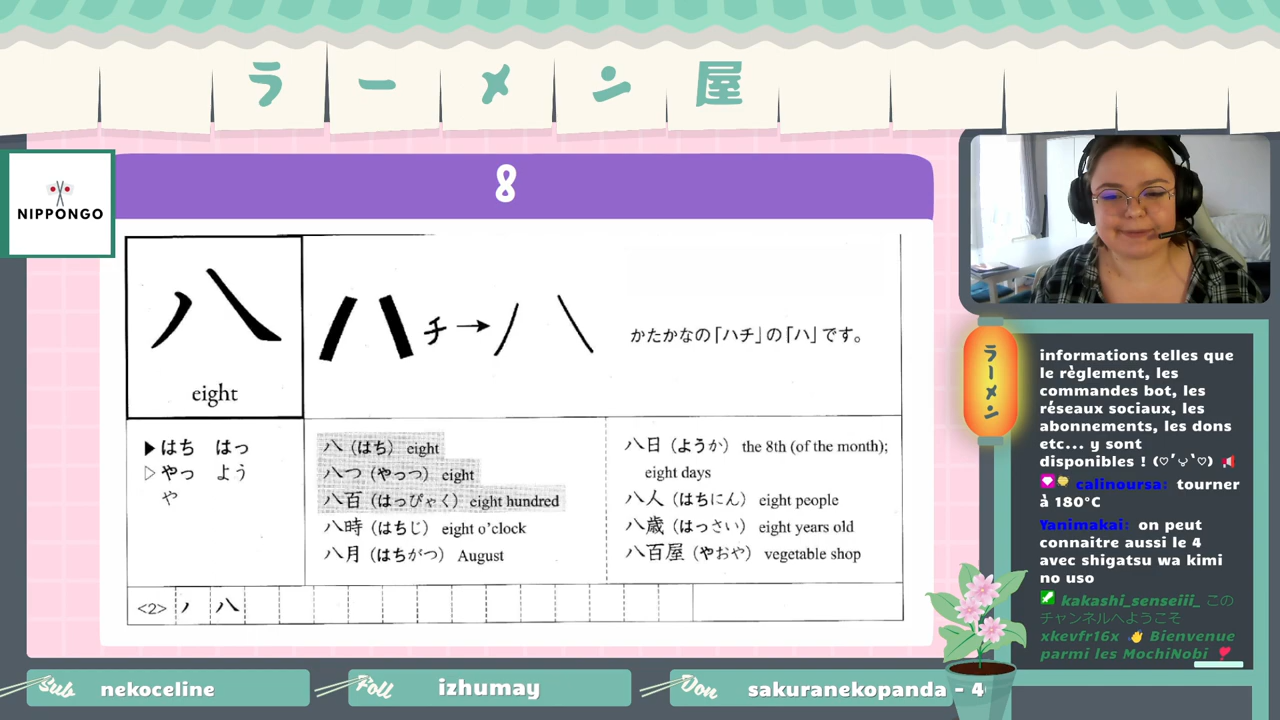 ラーメン屋
NIPPONGO
8
八
eight
ハチ→八
かたかなの「ハチ」の「ハ」です。
▶はち はっ
▷やっ よう
や
八（はち） eight
八つ（やっつ） eight
八百（はっぴゃく） eight hundred
八時（はちじ） eight o'clock
八月（はちがつ） August
八日（ようか） the 8th (of the month);
eight days
八人（はちにん） eight people
八歳（はっさい） eight years old
八百屋（やおや） vegetable shop
<2> ノ 八
ラーメン
informations telles que
le règlement, les
commandes bot, les
réseaux sociaux, les
abonnements, les dons
etc... y sont
disponibles ! (♡´◡`♡) 📢
calinoursa: tourner
à 180°C
Yanimakai: on peut
connaitre aussi le 4
avec shigatsu wa kimi
no uso
kakashi_senseiii_ この
チャンネルへようこそ
xkevfr16x 👋 Bienvenue
parmi les MochiNobi ❣
Sub nekoceline
Foll izhumay
Don sakuranekopanda - 4